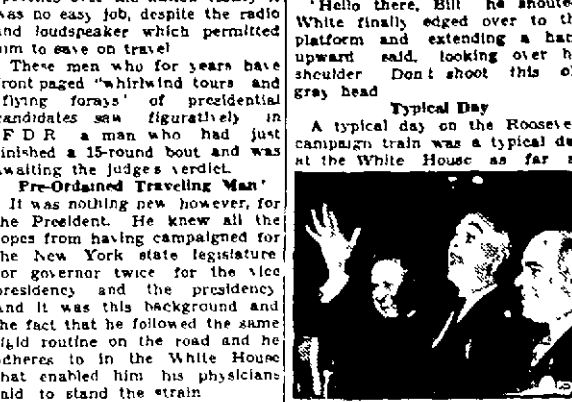 was no easy job, despite the radio
and loudspeaker which permitted
him to save on travel
These men who for years have
front paged "whirlwind tours and
flying forays' of presidential
candidates saw figuratively in
F D R a man who had just
finished a 15-round bout and was
awaiting the judges verdict.
Pre-Ordained Traveling Man'
It was nothing new however, for
the President. He knew all the
ropes from having campaigned for
the New York state legislature
for governor twice for the vice
presidency and the presidency
And it was this background and
the fact that he followed the same
rigid routine on the road and he
adheres to in the White House
that enabled him his physicians
said to stand the strain
'Hello there, Bill he shouted
White finally edged over to th
platform and extending a han
upward said, looking over h
shoulder Don t shoot this ol
gray head
Typical Day
A typical day on the Roosevel
campaign train was a typical da
at the White House as far a